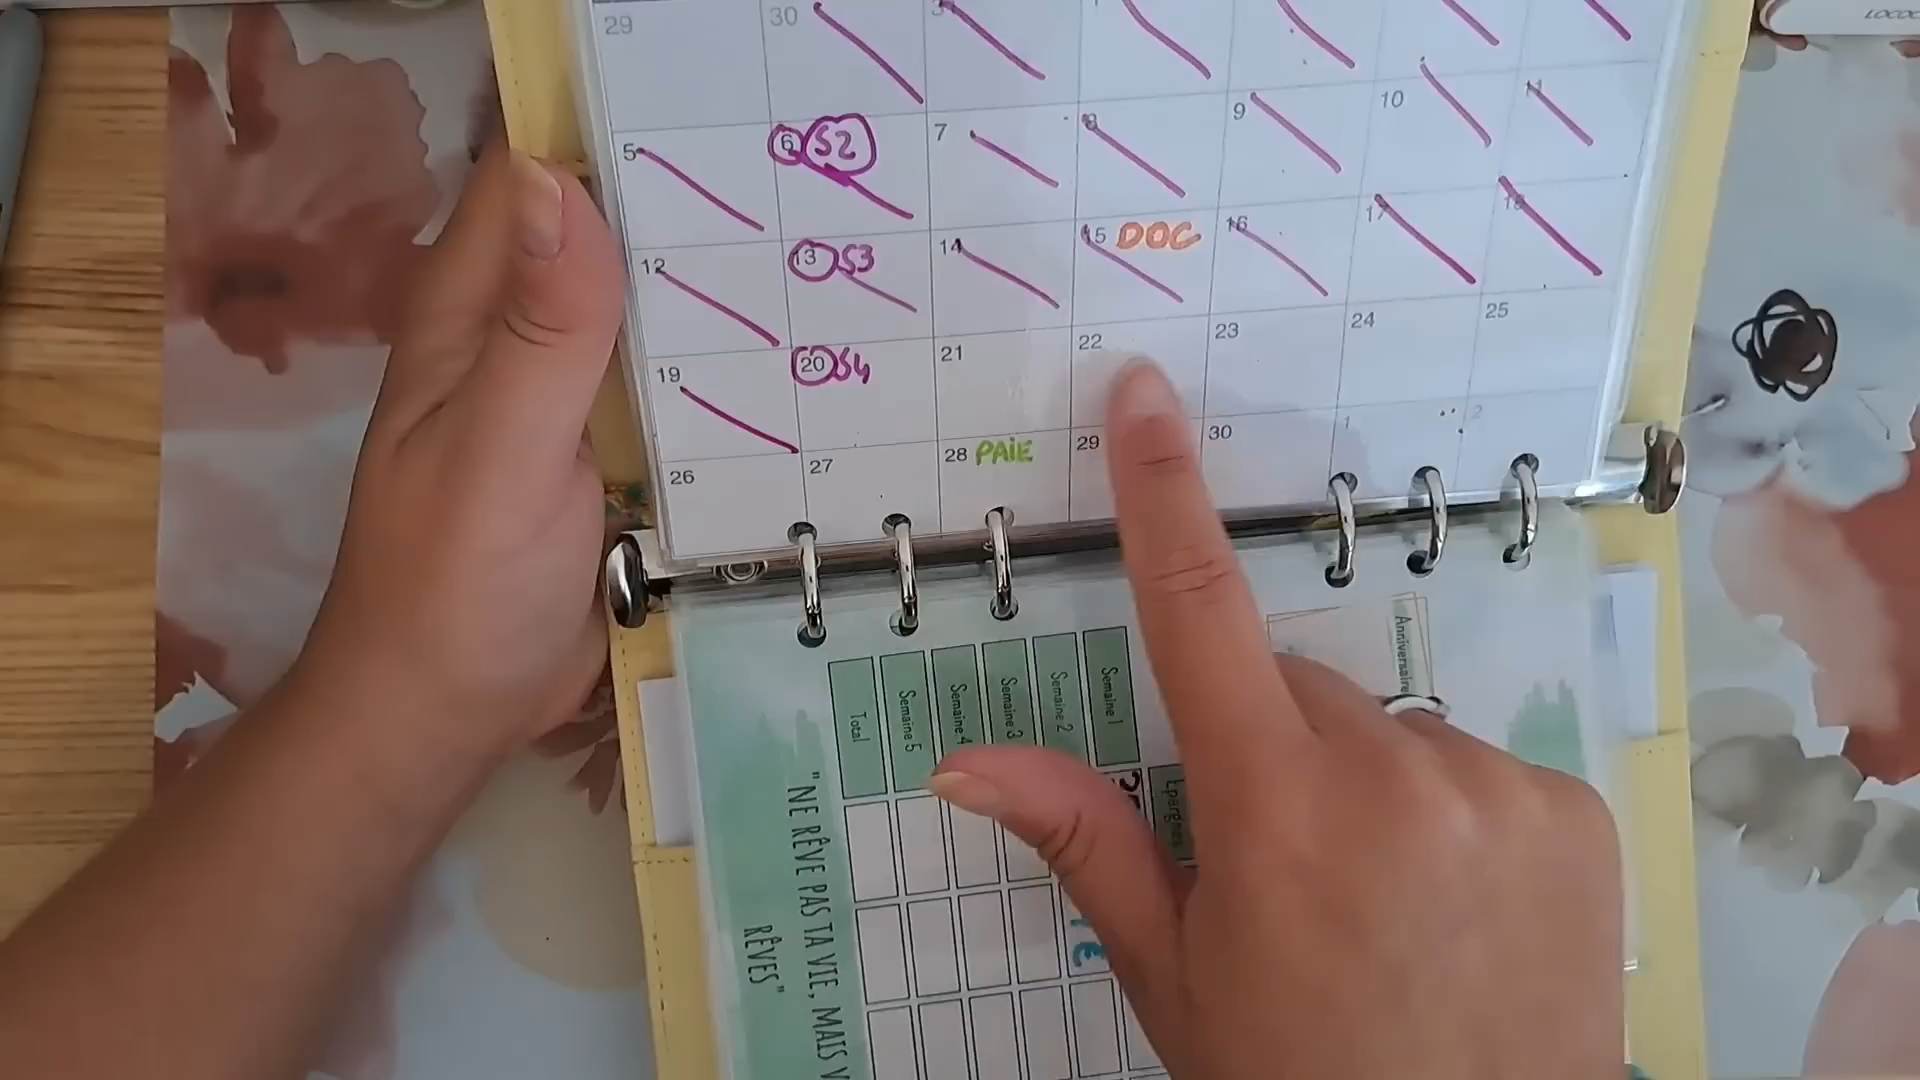 29 30 31 1
5 6 S2 7 8 9 10 11
12 13 S3 14 15 DOC 16 17 18
19 20 S4 21 22 23 24 25
26 27 28 PAIE 29 30 1 2
Anniversaire
Semaine 1
Semaine 2
Semaine 3
Semaine 4
Semaine 5
Total
Epargnes
" NE RÊVE PAS TA VIE, MAIS V
RÊVES "